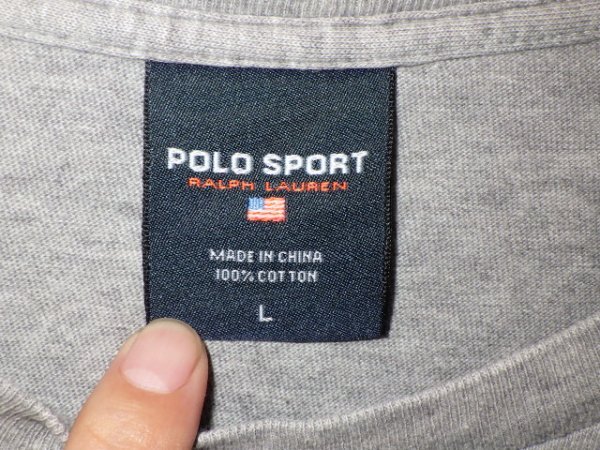 POLO SPORT
RALPH LAUREN
MADE IN CHINA
100% COTTON
L